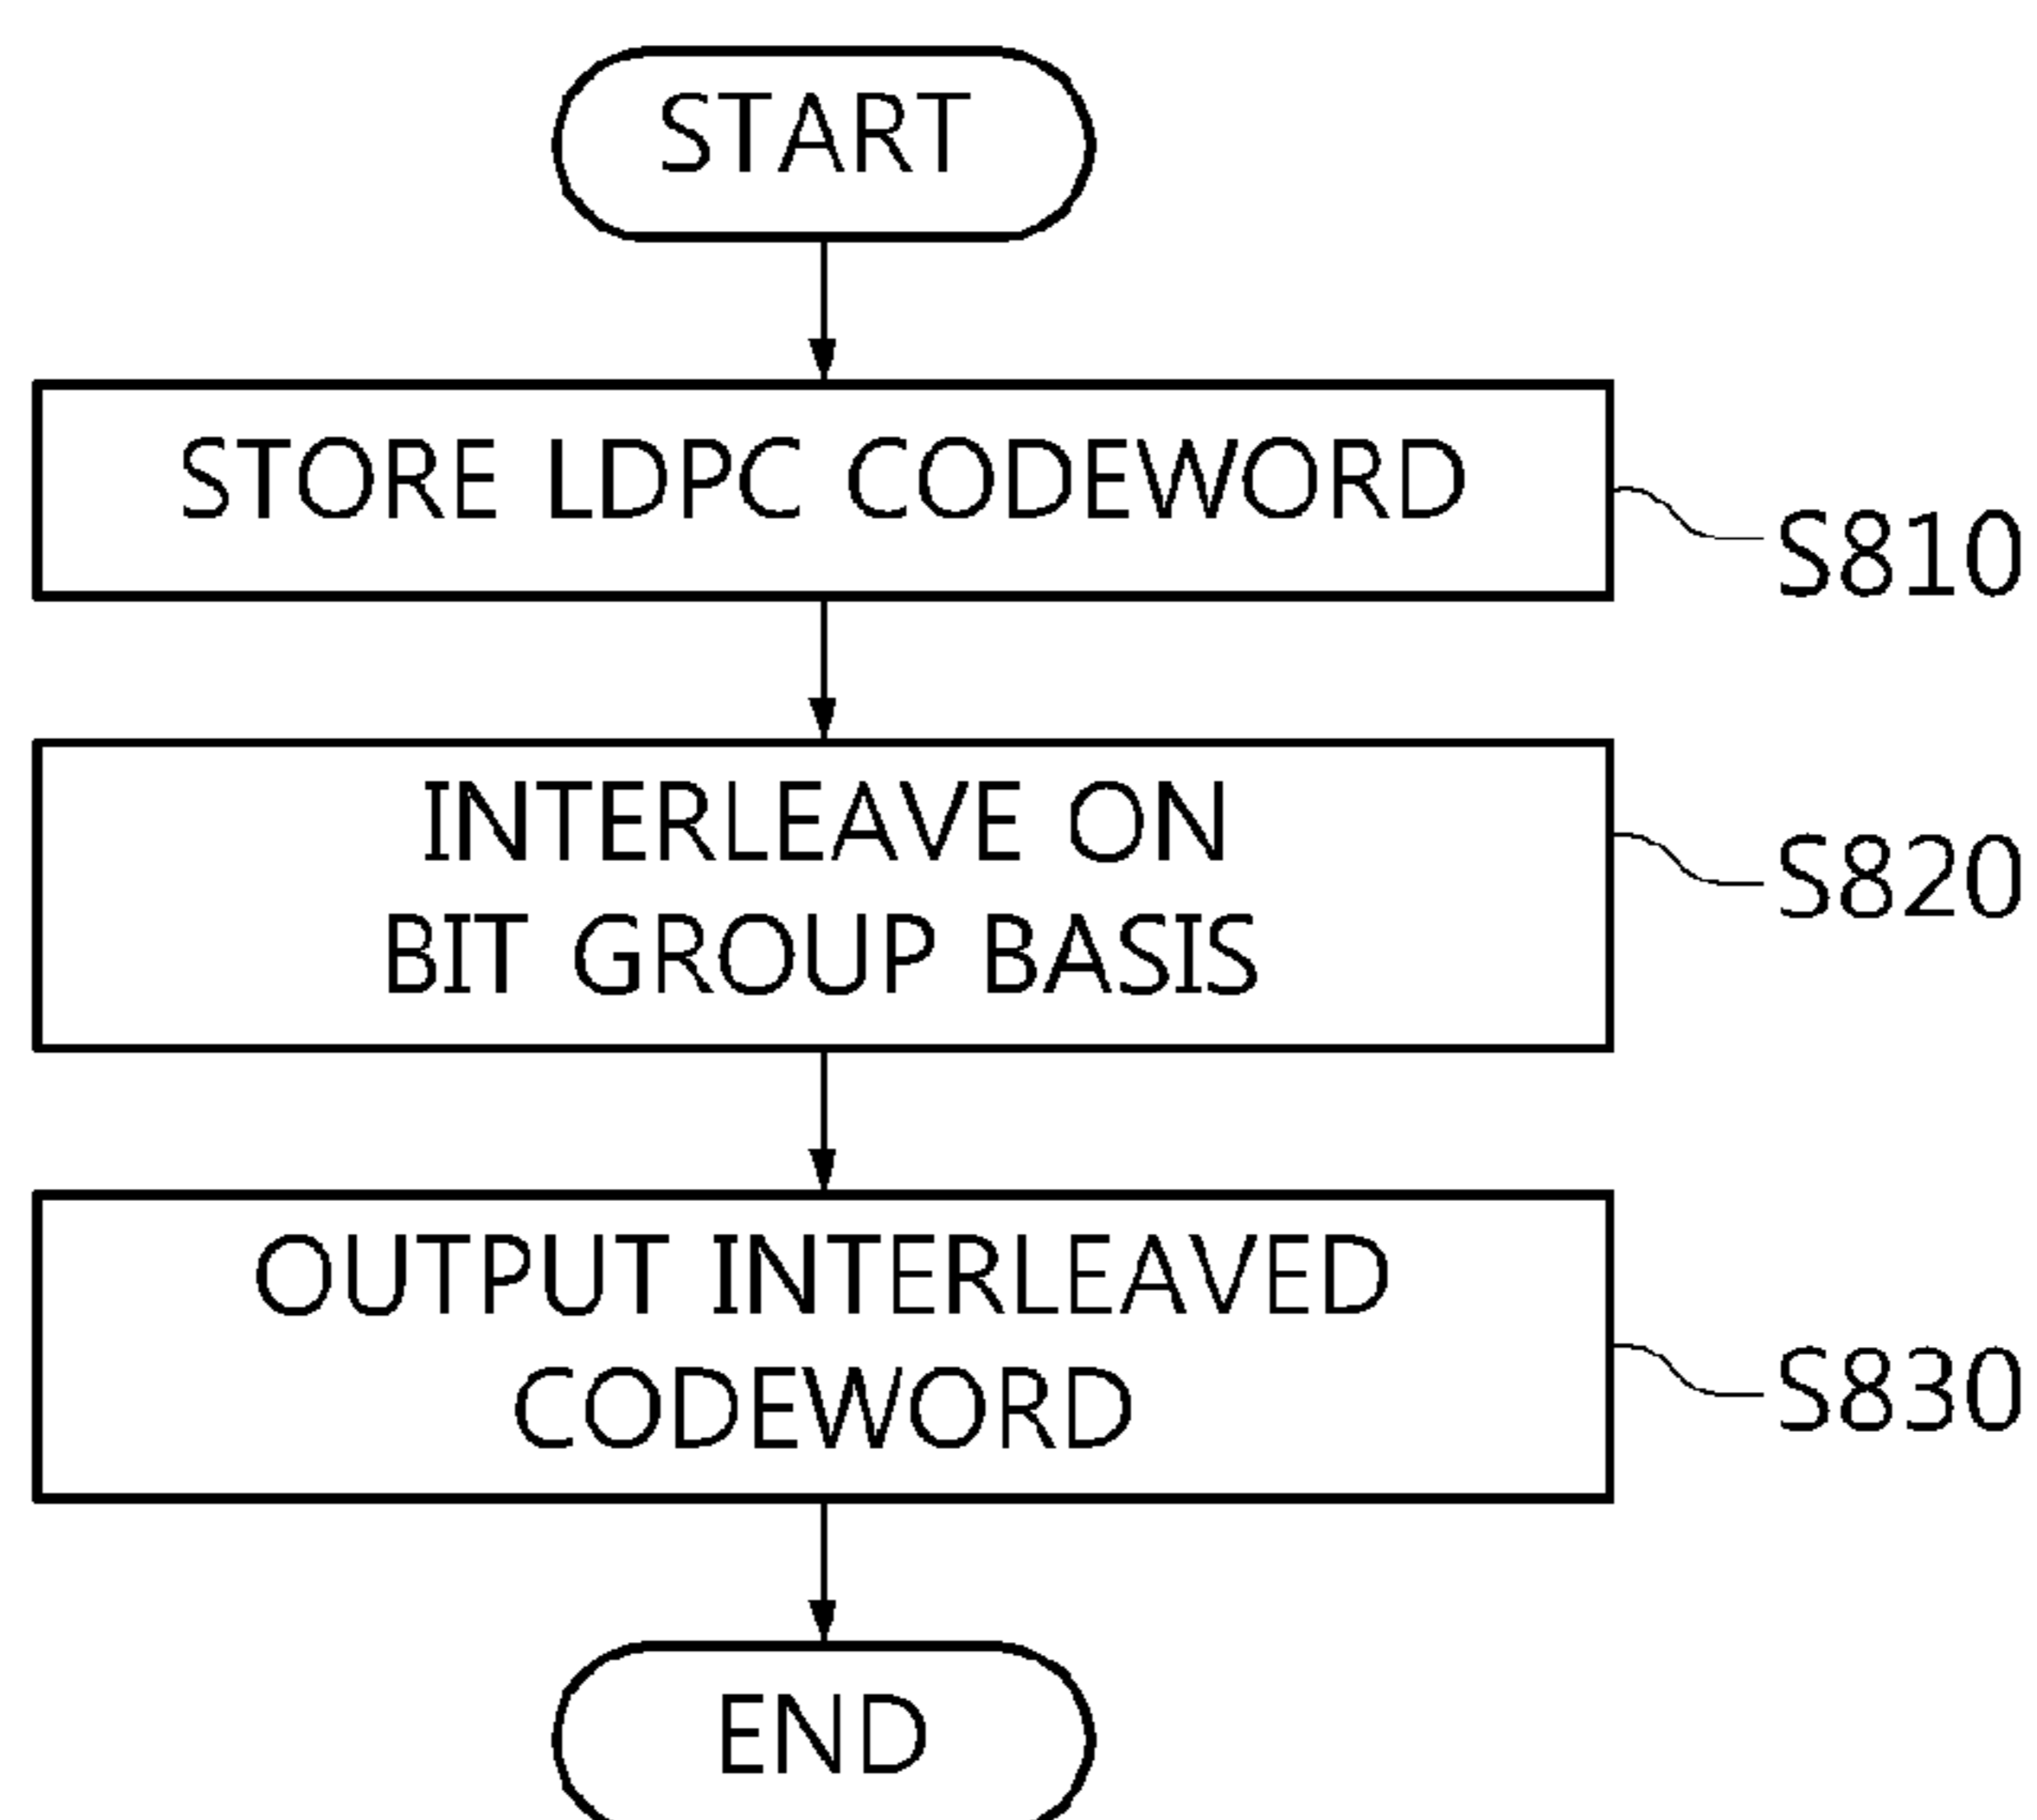 START
STORE LDPC CODEWORD
S810
INTERLEAVE ON
BIT GROUP BASIS
S820
OUTPUT INTERLEAVED
CODEWORD
S830
END